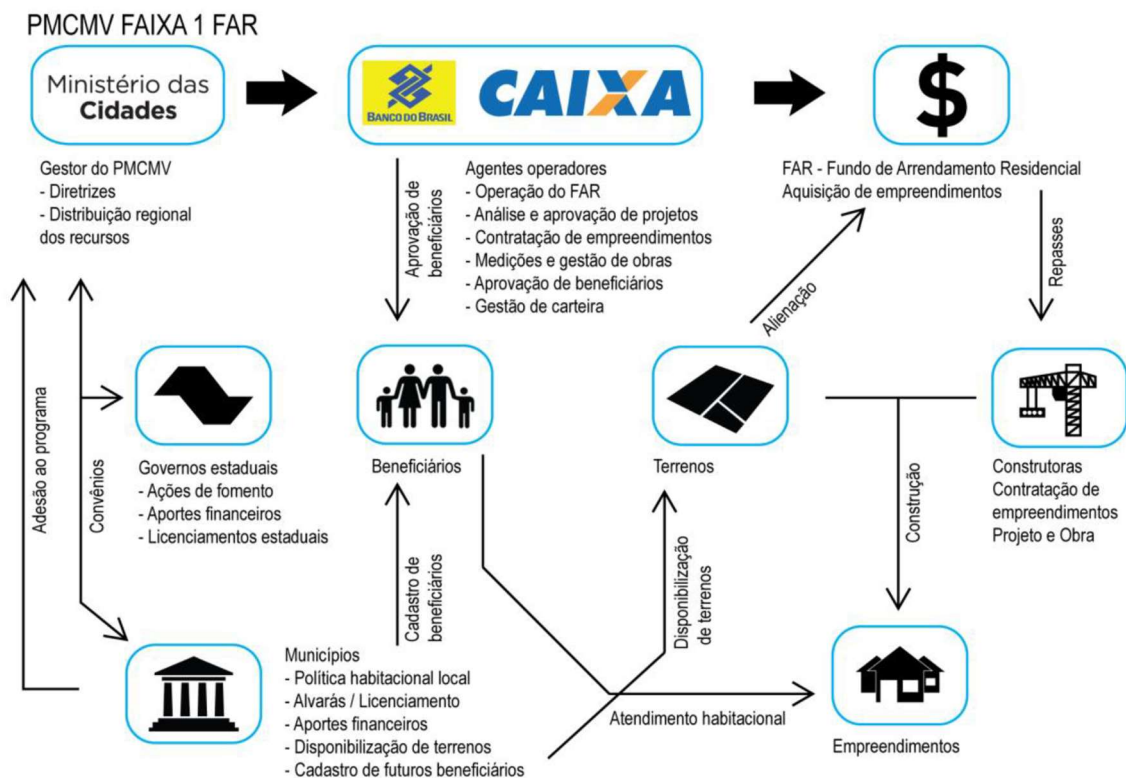 PMCMV FAIXA 1 FAR
Ministério das
Cidades
BANCO DO BRASIL
CAIXA
$
Gestor do PMCMV
- Diretrizes
- Distribuição regional
dos recursos
Aprovação de
beneficiários
Agentes operadores
- Operação do FAR
- Análise e aprovação de projetos
- Contratação de empreendimentos
- Medições e gestão de obras
- Aprovação de beneficiários
- Gestão de carteira
FAR - Fundo de Arrendamento Residencial
Aquisição de empreendimentos
Alienação
Repasses
Adesão ao programa
Convênios
Governos estaduais
- Ações de fomento
- Aportes financeiros
- Licenciamentos estaduais
Beneficiários
Terrenos
Construção
Construtoras
Contratação de
empreendimentos
Projeto e Obra
Cadastro de
beneficiários
Disponibilização
de terrenos
Municípios
- Política habitacional local
- Alvarás / Licenciamento
- Aportes financeiros
- Disponibilização de terrenos
- Cadastro de futuros beneficiários
Atendimento habitacional
Empreendimentos